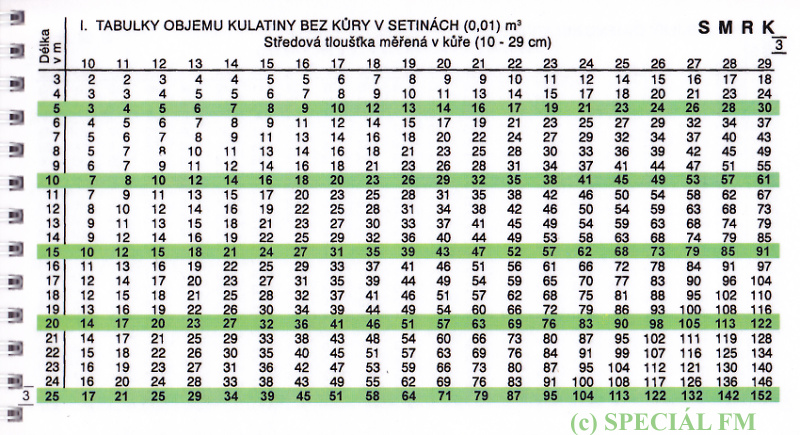 I. TABULKY OBJEMU KULATINY BEZ KŮRY V SETINÁCH (0,01) m³ S M R K
Středová tloušťka měřená v kůře (10 - 29 cm) 3
Délka
v m
10 11 12 13 14 15 16 17 18 19 20 21 22 23 24 25 26 27 28 29
3 2 2 2 3 4 4 5 6 7 8 9 9 10 11 12 14 15 16 17 18
4 3 3 4 5 5 6 7 8 9 10 11 13 14 15 17 18 20 21 23 24
5 3 4 5 6 7 8 9 10 12 13 14 16 17 19 21 23 24 26 28 30
6 4 5 6 7 8 9 11 12 14 15 17 19 21 23 25 27 29 32 34 37
7 5 6 7 8 9 11 13 14 16 18 20 22 24 27 29 32 34 37 40 43
8 5 7 8 10 11 13 14 16 18 21 23 25 28 30 33 36 39 42 45 49
9 6 7 9 11 12 14 16 18 21 23 26 28 31 34 37 41 44 47 51 55
10 7 8 10 12 14 16 18 20 23 26 29 32 35 38 41 45 49 53 57 61
11 7 9 11 13 15 17 20 23 25 28 31 35 38 42 46 50 54 58 62 67
12 8 10 12 14 16 19 22 25 28 31 34 38 42 46 50 54 59 63 68 73
13 9 11 13 15 18 21 23 27 30 33 37 41 45 49 54 59 63 68 74 79
14 9 12 14 16 19 22 25 29 32 36 40 44 49 53 58 63 68 74 79 85
15 10 12 15 18 21 24 27 31 35 39 43 47 52 57 62 68 73 79 85 91
16 11 13 16 19 22 25 29 33 37 41 46 51 56 61 66 72 78 84 91 97
17 12 14 17 20 23 27 31 35 39 44 49 54 59 65 70 77 83 90 96 104
18 12 15 18 21 25 28 32 37 41 46 51 57 62 68 75 81 88 95 102 110
19 13 16 19 22 26 30 34 39 44 49 54 60 66 72 79 86 93 100 108 116
20 14 17 20 23 27 32 36 41 46 51 57 63 69 76 83 90 98 105 113 122
21 14 17 21 25 29 33 38 43 48 54 60 66 73 80 87 95 102 111 119 128
22 15 18 22 26 30 35 40 45 51 57 63 69 76 84 91 99 107 116 125 134
23 16 19 23 27 31 36 42 47 53 59 66 73 80 87 95 104 112 121 130 140
24 16 20 24 28 33 38 43 49 55 62 69 76 83 91 100 108 117 126 136 146
3 25 17 21 25 29 34 39 45 51 58 64 71 79 87 95 104 113 122 132 142 152
(c) SPECIÁL FM